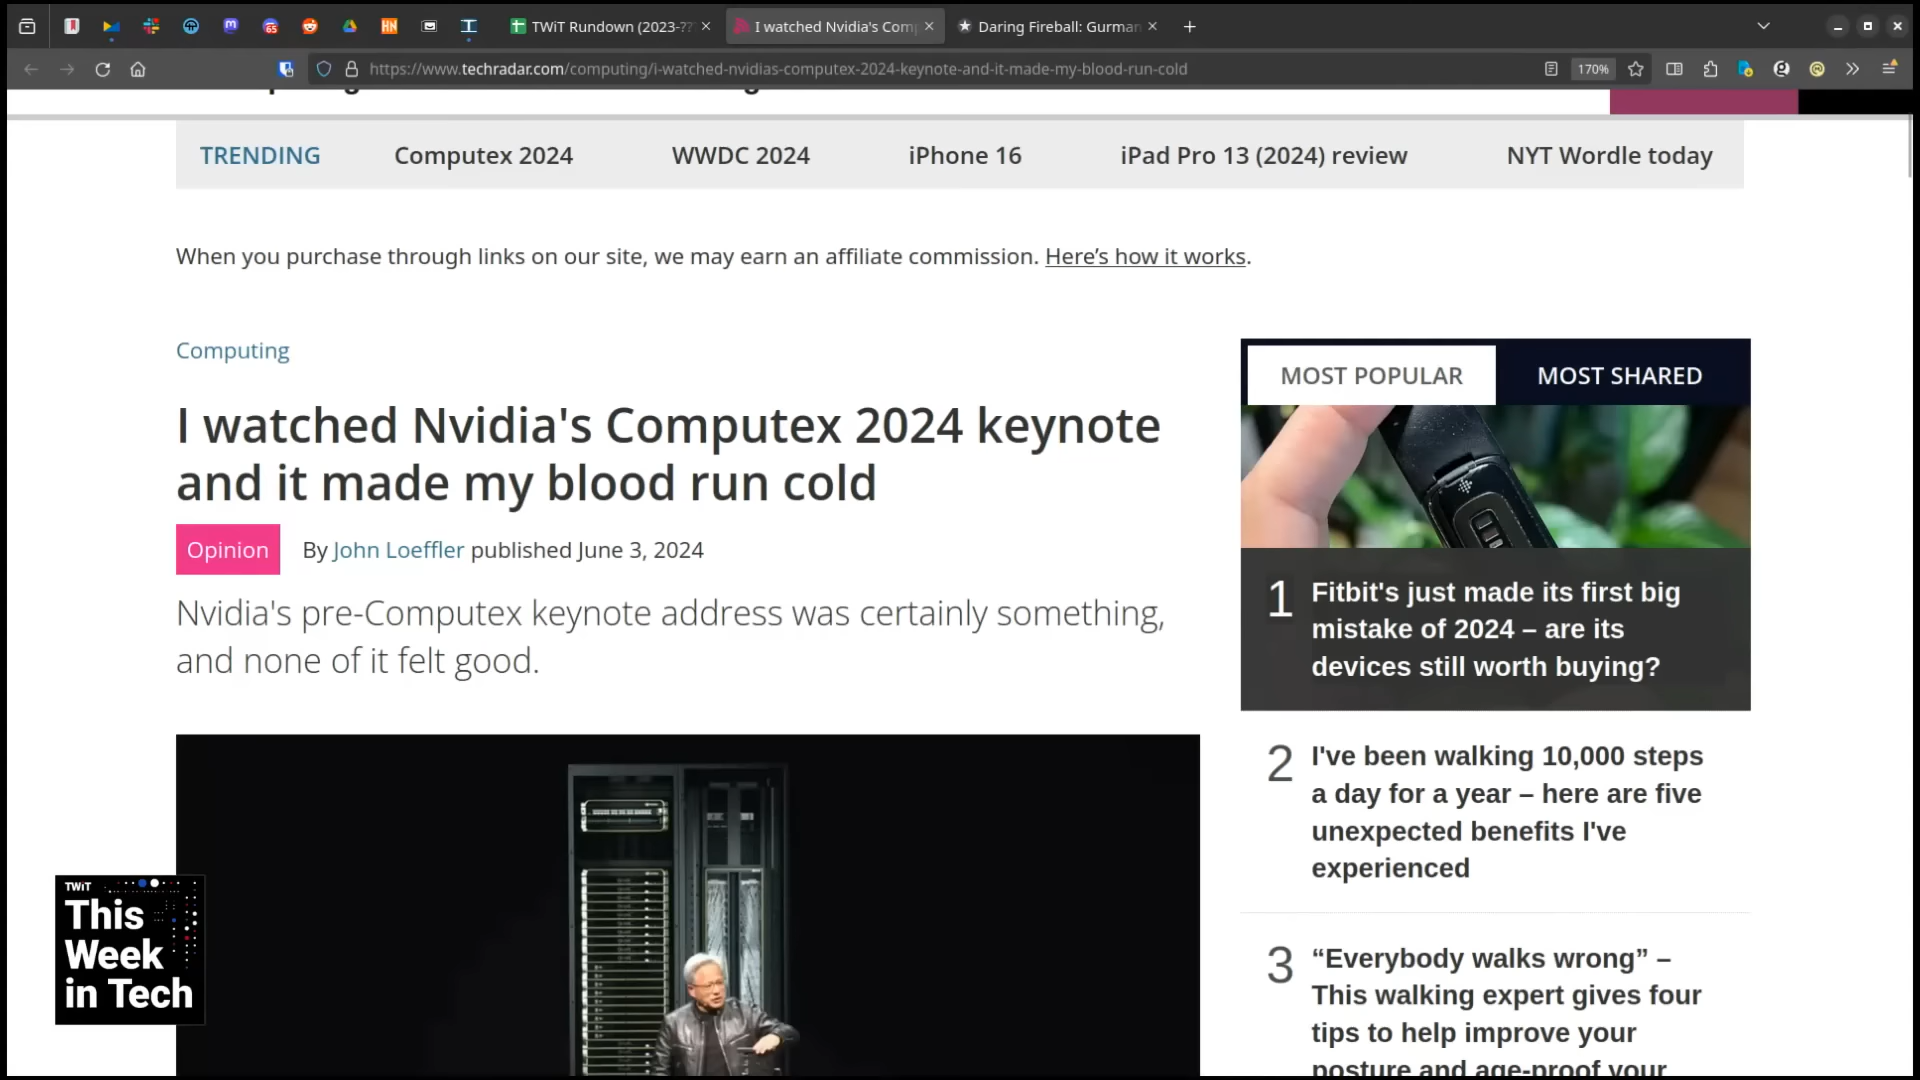 TWiT Rundown (2023-??
I watched Nvidia's Com
Daring Fireball: Gurman
https://www.techradar.com/computing/i-watched-nvidias-computex-2024-keynote-and-it-made-my-blood-run-cold
170%
TRENDING
Computex 2024
WWDC 2024
iPhone 16
iPad Pro 13 (2024) review
NYT Wordle today
When you purchase through links on our site, we may earn an affiliate commission. Here’s how it works.
Computing
I watched Nvidia's Computex 2024 keynote
and it made my blood run cold
Opinion
By John Loeffler published June 3, 2024
Nvidia's pre-Computex keynote address was certainly something,
and none of it felt good.
MOST POPULAR
MOST SHARED
1
Fitbit's just made its first big
mistake of 2024 – are its
devices still worth buying?
2
I've been walking 10,000 steps
a day for a year – here are five
unexpected benefits I've
experienced
3
“Everybody walks wrong” –
This walking expert gives four
tips to help improve your
posture and age-proof your
TWiT
This
Week
in Tech